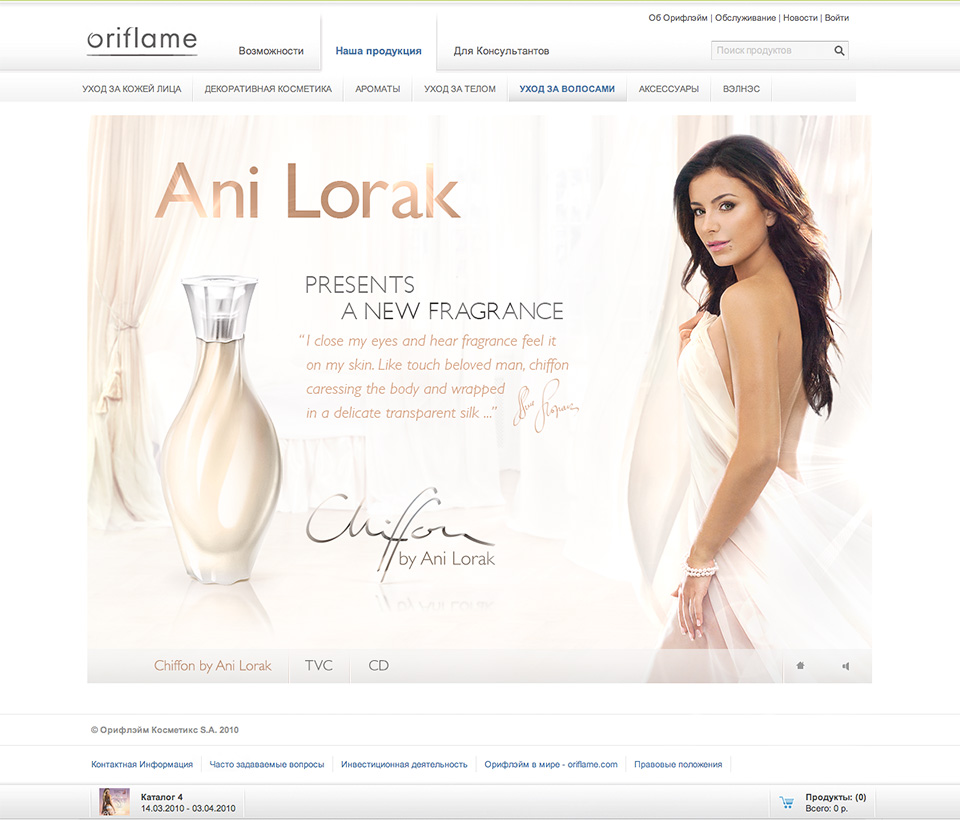 Об Орифлэйм | Обслуживание | Новости | Войти
oriflame
Возможности
Наша продукция
Для Консультантов
Поиск продуктов
УХОД ЗА КОЖЕЙ ЛИЦА
ДЕКОРАТИВНАЯ КОСМЕТИКА
АРОМАТЫ
УХОД ЗА ТЕЛОМ
УХОД ЗА ВОЛОСАМИ
АКСЕССУАРЫ
ВЭЛНЭС
Ani Lorak
PRESENTS
A NEW FRAGRANCE
“I close my eyes and hear fragrance feel it
on my skin. Like touch beloved man, chiffon
caressing the body and wrapped
in a delicate transparent silk ...”
Chiffon
by Ani Lorak
Chiffon by Ani Lorak
TVC
CD
© Орифлэйм Косметикс S.A. 2010
Контактная Информация
Часто задаваемые вопросы
Инвестиционная деятельность
Орифлэйм в мире - oriflame.com
Правовые положения
Каталог 4
14.03.2010 - 03.04.2010
Продукты: (0)
Всего: 0 р.